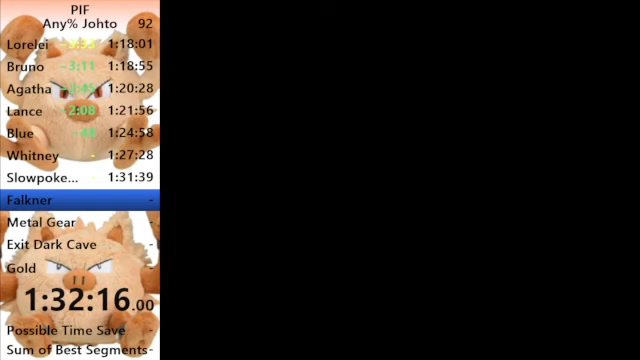 PIF
Any% Johto 92
Lorelei 1:18:01
Bruno -3:11 1:18:55
Agatha 1:20:28
Lance -2:08 1:21:56
Blue 1:24:58
Whitney - 1:27:28
Slowpoke... - 1:31:39
Falkner -
Metal Gear -
Exit Dark Cave -
Gold -
1:32:16.00
Possible Time Save -
Sum of Best Segments -